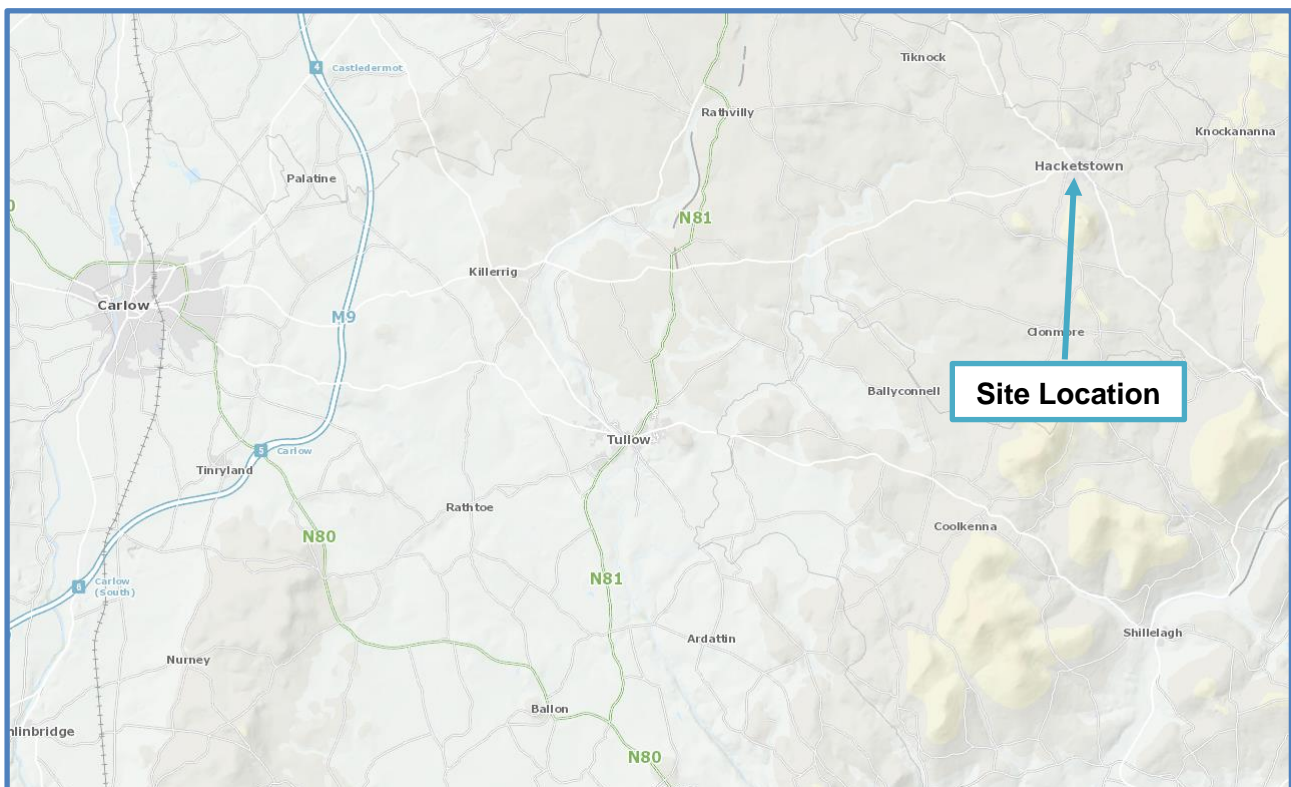 Tiknock
4
Castledermot
Rathvilly
Knockananna
Hacketstown
Palatine
0
N81
Killerrig
Carlow
M9
Clonmore
Site Location
Ballyconnell
Tullow
5
Carlow
Tinryland
Rathtoe
Coolkenna
N80
N81
6
Carlow
(South)
Ardattin
Shillelagh
Nurney
Ballon
nlinbridge
N80